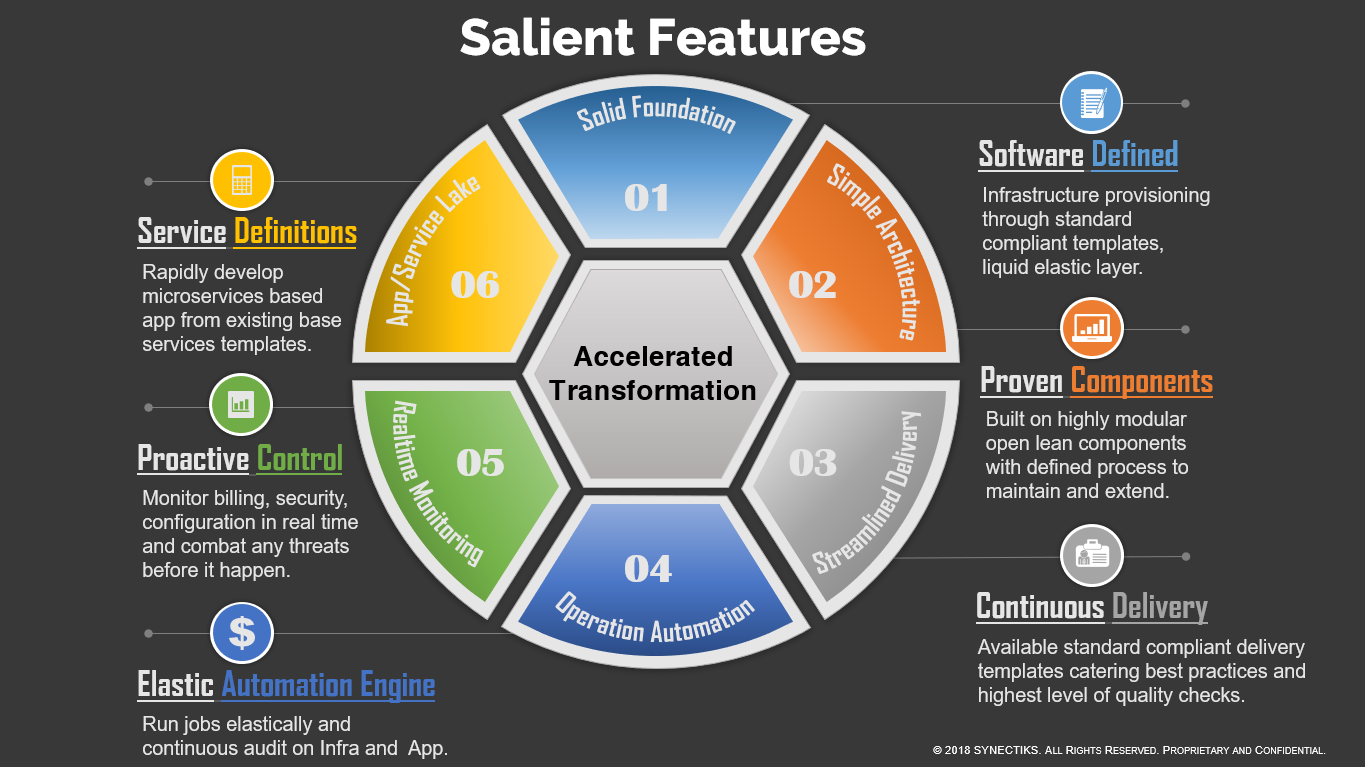 Salient Features
Solid Foundation
01
Simple Architecture
02
Streamlined Delivery
03
Operation Automation
04
Realtime Monitoring
05
App/Service Lake
06
Accelerated
Transformation
Software Defined
Infrastructure provisioning
through standard
compliant templates,
liquid elastic layer.
Proven Components
Built on highly modular
open lean components
with defined process to
maintain and extend.
Continuous Delivery
Available standard compliant delivery
templates catering best practices and
highest level of quality checks.
Service Definitions
Rapidly develop
microservices based
app from existing base
services templates.
Proactive Control
Monitor billing, security,
configuration in real time
and combat any threats
before it happen.
$
Elastic Automation Engine
Run jobs elastically and
continuous audit on Infra and  App.
© 2018 SYNECTIKS. ALL RIGHTS RESERVED. PROPRIETARY AND CONFIDENTIAL.